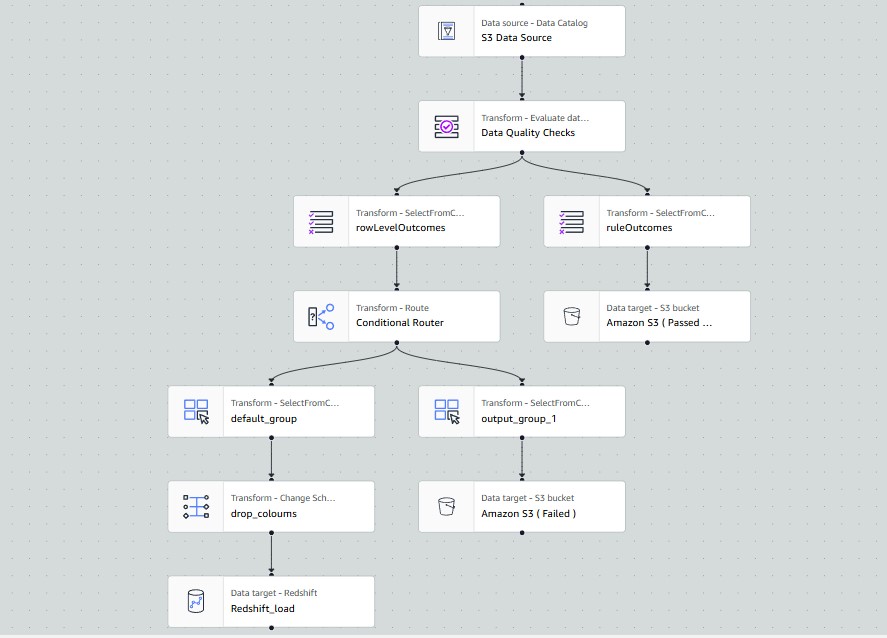 Data source - Data Catalog
S3 Data Source
Transform - Evaluate dat...
Data Quality Checks
Transform - SelectFromC...
rowLevelOutcomes
Transform - SelectFromC...
ruleOutcomes
Transform - Route
Conditional Router
Data target - S3 bucket
Amazon S3 ( Passed ...
Transform - SelectFromC...
default_group
Transform - SelectFromC...
output_group_1
Transform - Change Sch...
drop_coloums
Data target - S3 bucket
Amazon S3 ( Failed )
Data target - Redshift
Redshift_load